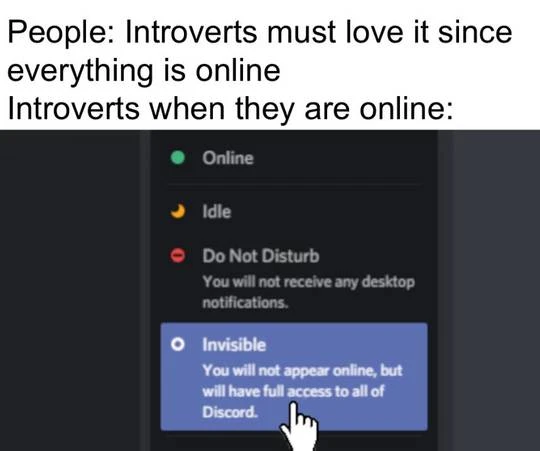 People: Introverts must love it since
everything is online
Introverts when they are online:
Online
Idle
Do Not Disturb
You will not receive any desktop
notifications.
Invisible
You will not appear online, but
will have full access to all of
Discord.